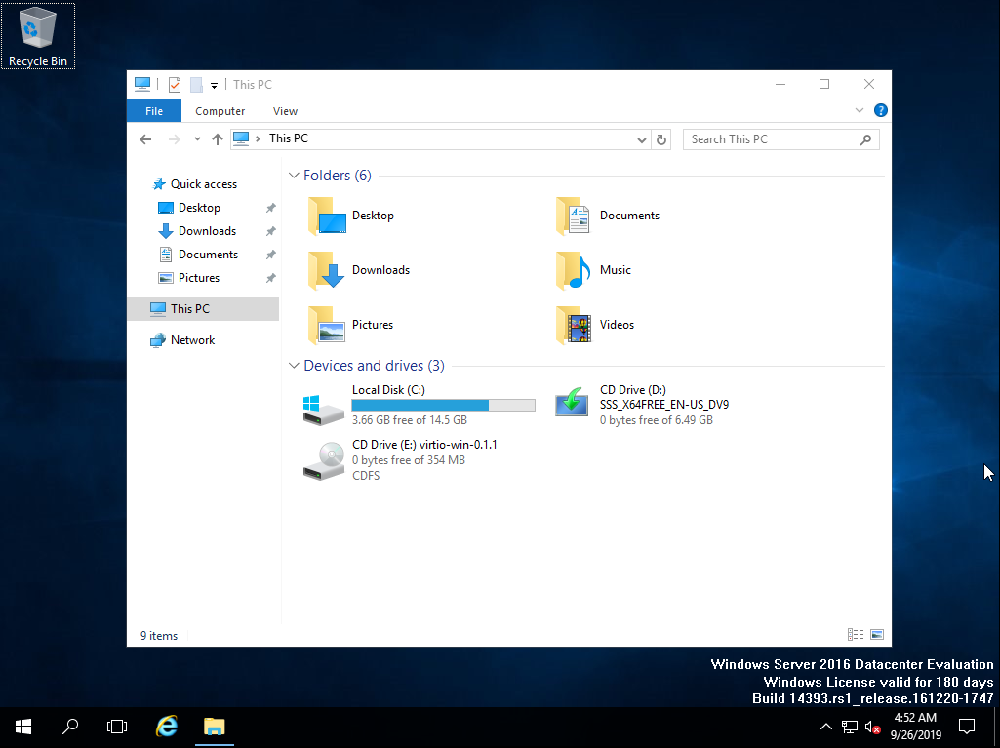 Recycle Bin
This PC
File
Computer
View
This PC
Search This PC
Quick access
Desktop
Downloads
Documents
Pictures
This PC
Network
Folders (6)
Desktop
Documents
Downloads
Music
Pictures
Videos
Devices and drives (3)
Local Disk (C:)
3.66 GB free of 14.5 GB
CD Drive (D:)
SSS_X64FREE_EN-US_DV9
0 bytes free of 6.49 GB
CD Drive (E:) virtio-win-0.1.1
0 bytes free of 354 MB
CDFS
9 items
Windows Server 2016 Datacenter Evaluation
Windows License valid for 180 days
Build 14393.rs1_release.161220-1747
4:52 AM
9/26/2019